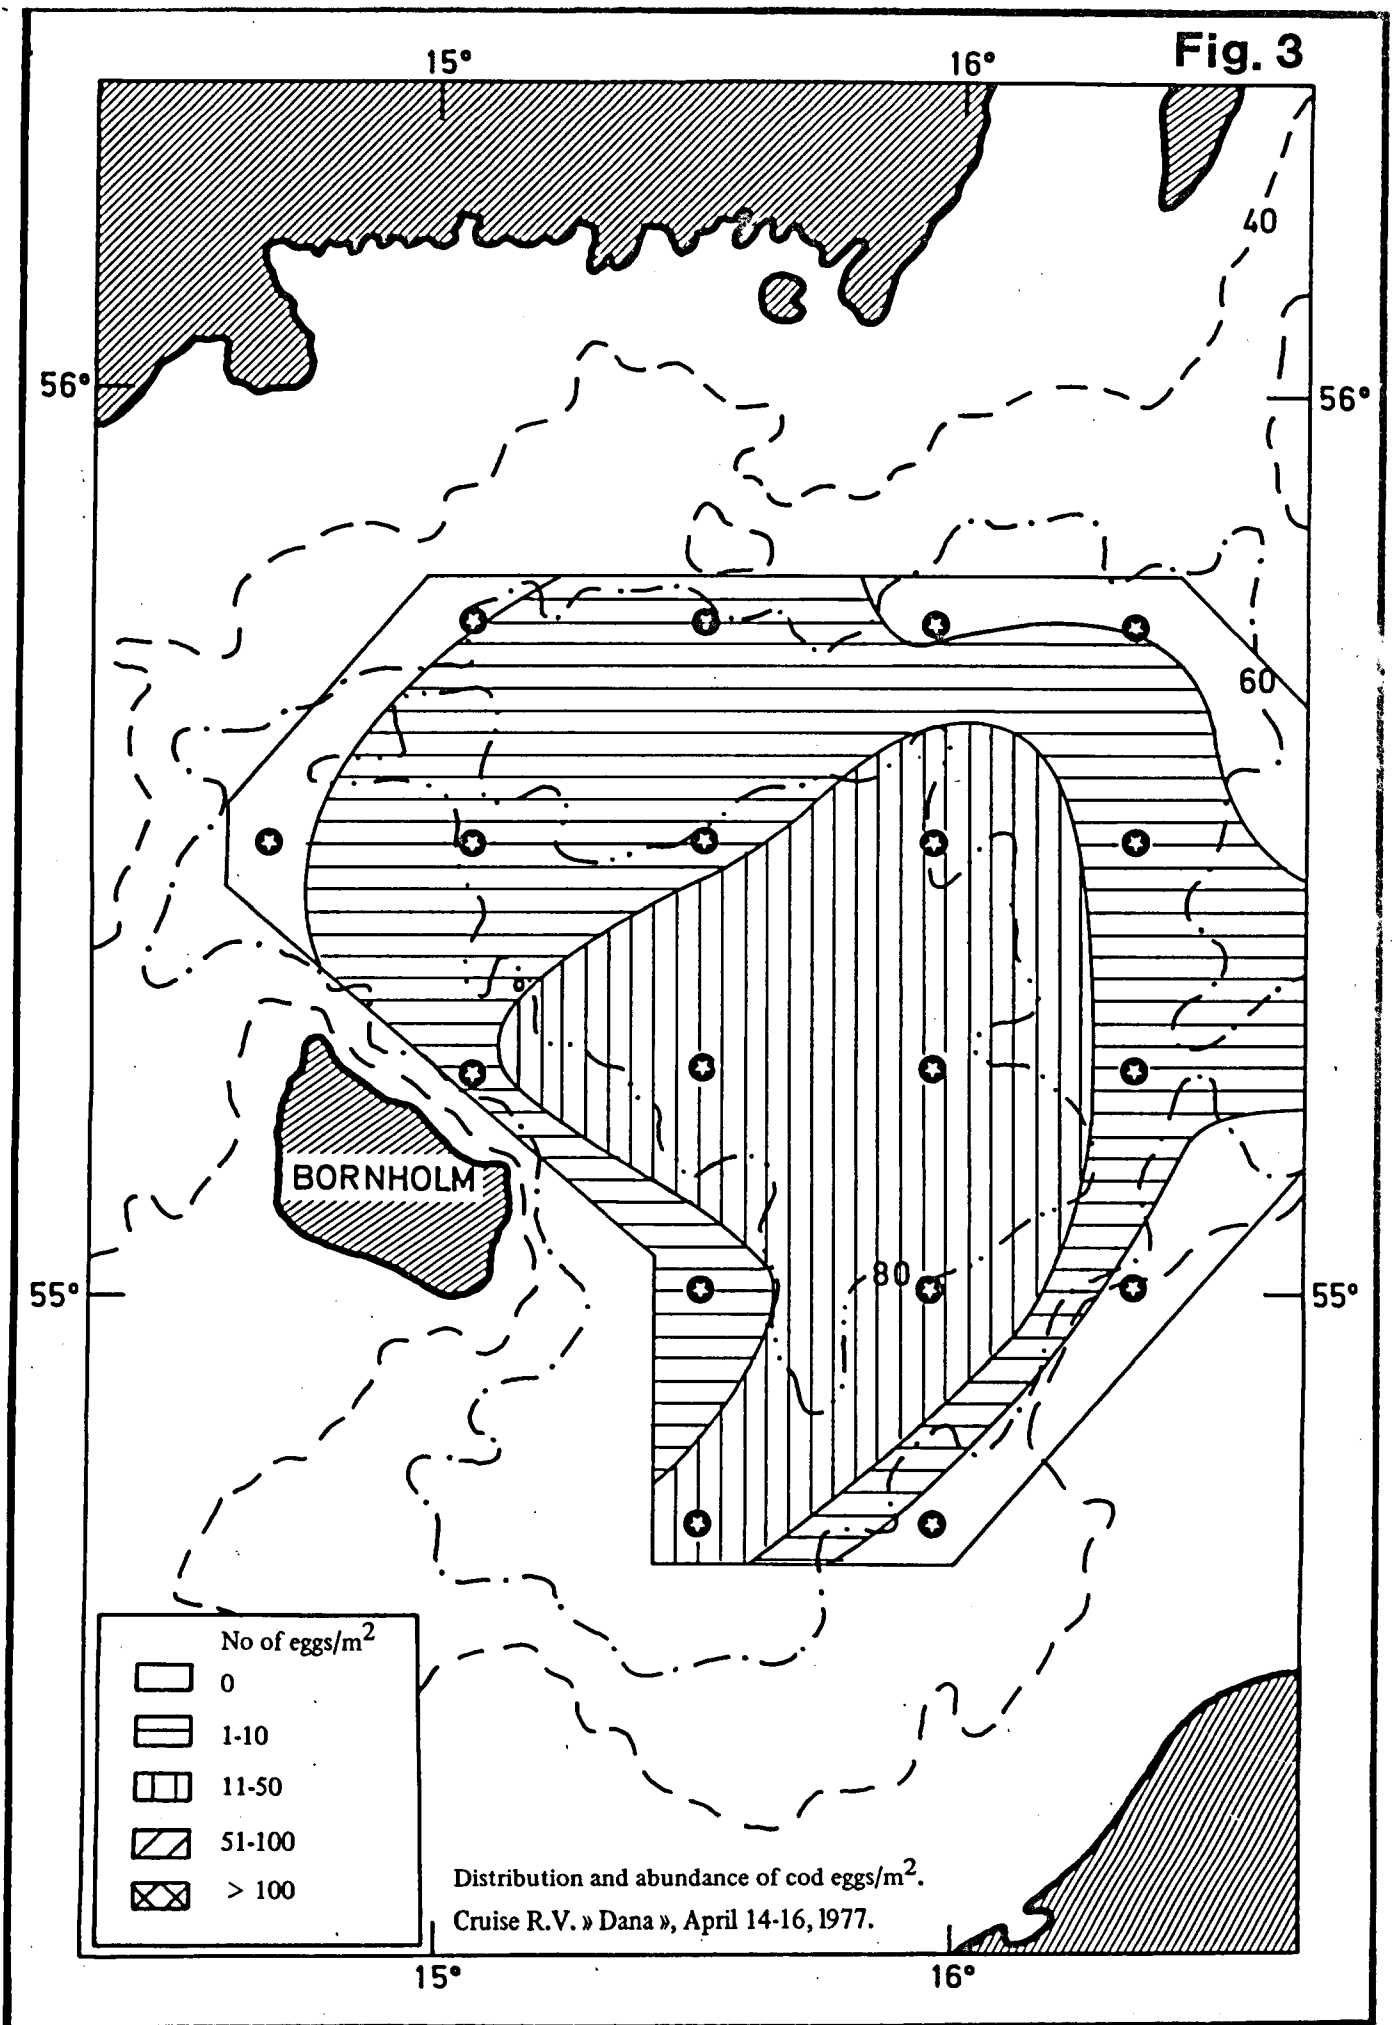 Fig. 3
15° 16°
40
56° 56°
60
BORNHOLM
80
55° 55°
No of eggs/m²
0
1-10
11-50
51-100
> 100
Distribution and abundance of cod eggs/m².
Cruise R.V. » Dana », April 14-16, 1977.
15° 16°